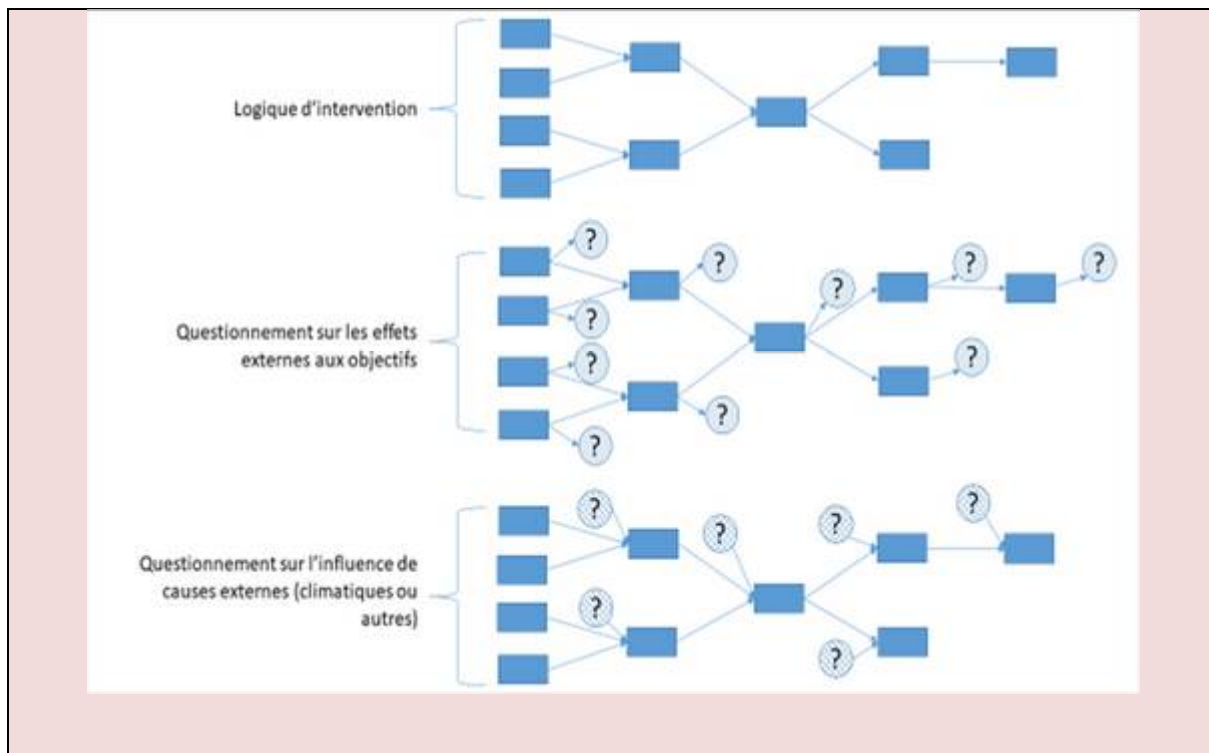 Logique d'intervention
?
?
?
?
?
?
?
Questionnement sur les effets
externes aux objectifs
?
?
?
?
?
?
?
Questionnement sur l'influence de
causes externes (climatiques ou
autres)
?
?